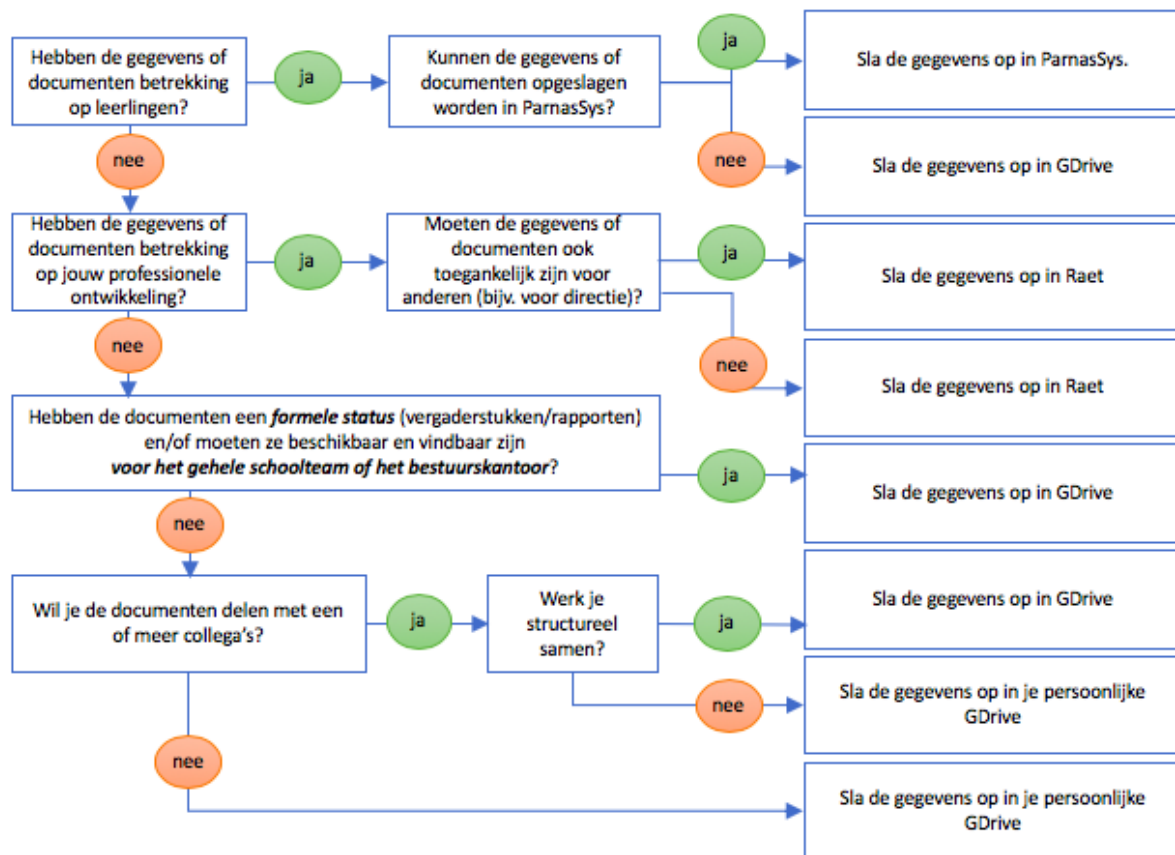 Hebben de gegevens of
documenten betrekking
op leerlingen?
ja
Kunnen de gegevens of
documenten opgeslagen
worden in ParnasSys?
ja
Sla de gegevens op in ParnasSys.
nee
Sla de gegevens op in GDrive
nee
Hebben de gegevens of
documenten betrekking
op jouw professionele
ontwikkeling?
ja
Moeten de gegevens of
documenten ook
toegankelijk zijn voor
anderen (bijv. voor directie)?
ja
Sla de gegevens op in Raet
nee
Sla de gegevens op in Raet
nee
Hebben de documenten een formele status (vergaderstukken/rapporten)
en/of moeten ze beschikbaar en vindbaar zijn
voor het gehele schoolteam of het bestuurskantoor?
ja
Sla de gegevens op in GDrive
nee
Wil je de documenten delen met een
of meer collega's?
ja
Werk je
structureel
samen?
ja
Sla de gegevens op in GDrive
nee
Sla de gegevens op in je persoonlijke
GDrive
nee
Sla de gegevens op in je persoonlijke
GDrive